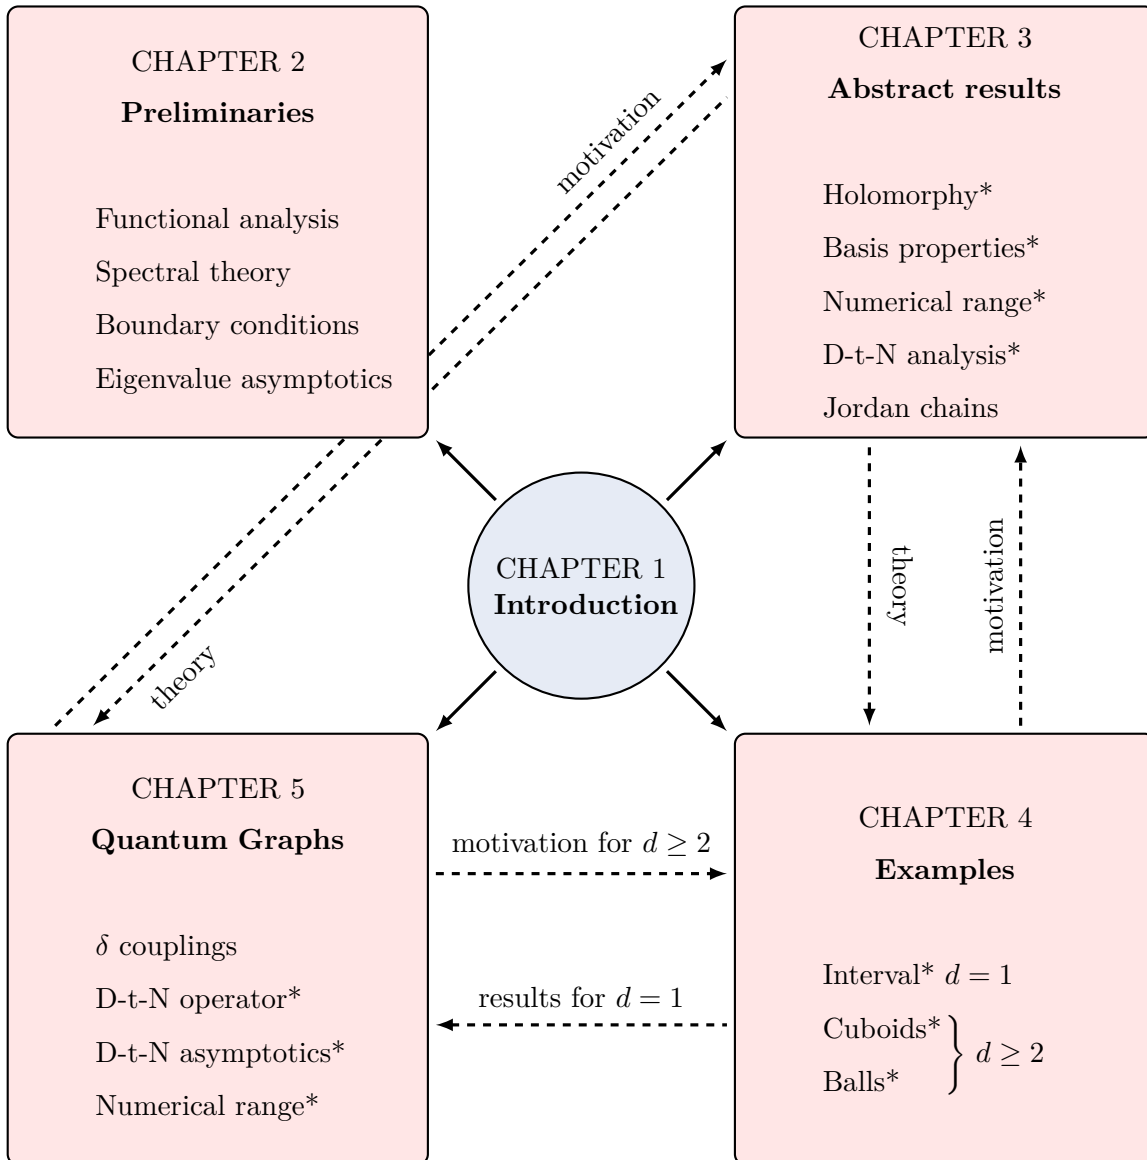 CHAPTER 2
Preliminaries
Functional analysis
Spectral theory
Boundary conditions
Eigenvalue asymptotics
motivation
CHAPTER 3
Abstract results
Holomorphy*
Basis properties*
Numerical range*
D-t-N analysis*
Jordan chains
CHAPTER 1
Introduction
theory
motivation
theory
CHAPTER 5
Quantum Graphs
δ couplings
D-t-N operator*
D-t-N asymptotics*
Numerical range*
motivation for d ≥ 2
results for d = 1
CHAPTER 4
Examples
Interval* d = 1
Cuboids*
Balls*
d ≥ 2